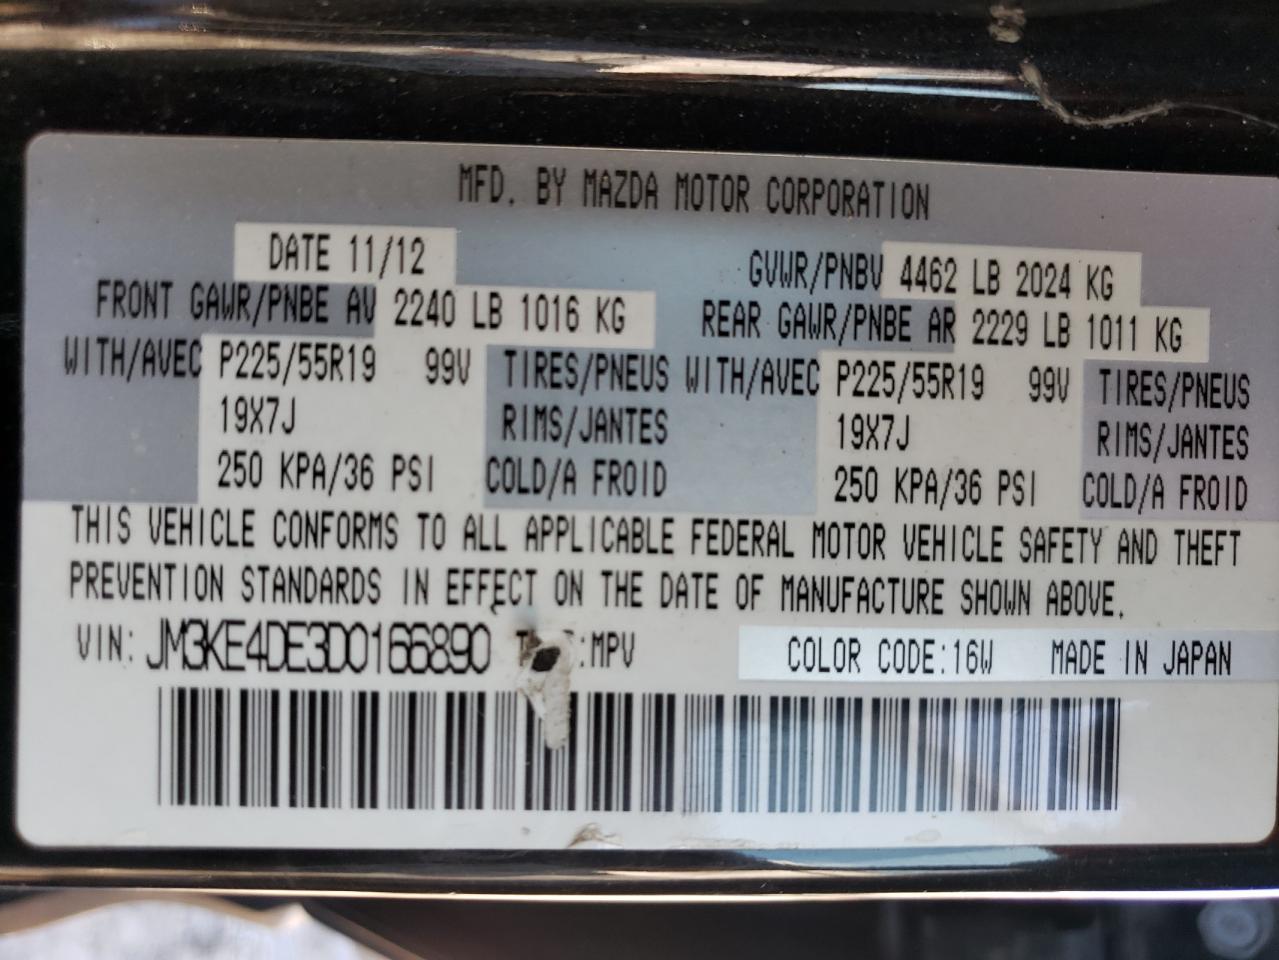 MFD. BY MAZDA MOTOR CORPORATION
DATE 11/12 GVWR/PNBV 4462 LB 2024 KG
FRONT GAWR/PNBE AV 2240 LB 1016 KG REAR GAWR/PNBE AR 2229 LB 1011 KG
WITH/AVEC P225/55R19 99V TIRES/PNEUS WITH/AVEC P225/55R19 99V TIRES/PNEUS
19X7J RIMS/JANTES 19X7J RIMS/JANTES
250 KPA/36 PSI COLD/A FROID 250 KPA/36 PSI COLD/A FROID
THIS VEHICLE CONFORMS TO ALL APPLICABLE FEDERAL MOTOR VEHICLE SAFETY AND THEFT
PREVENTION STANDARDS IN EFFECT ON THE DATE OF MANUFACTURE SHOWN ABOVE.
VIN: JM3KE4DE3D0166890 :MPV COLOR CODE:16W MADE IN JAPAN